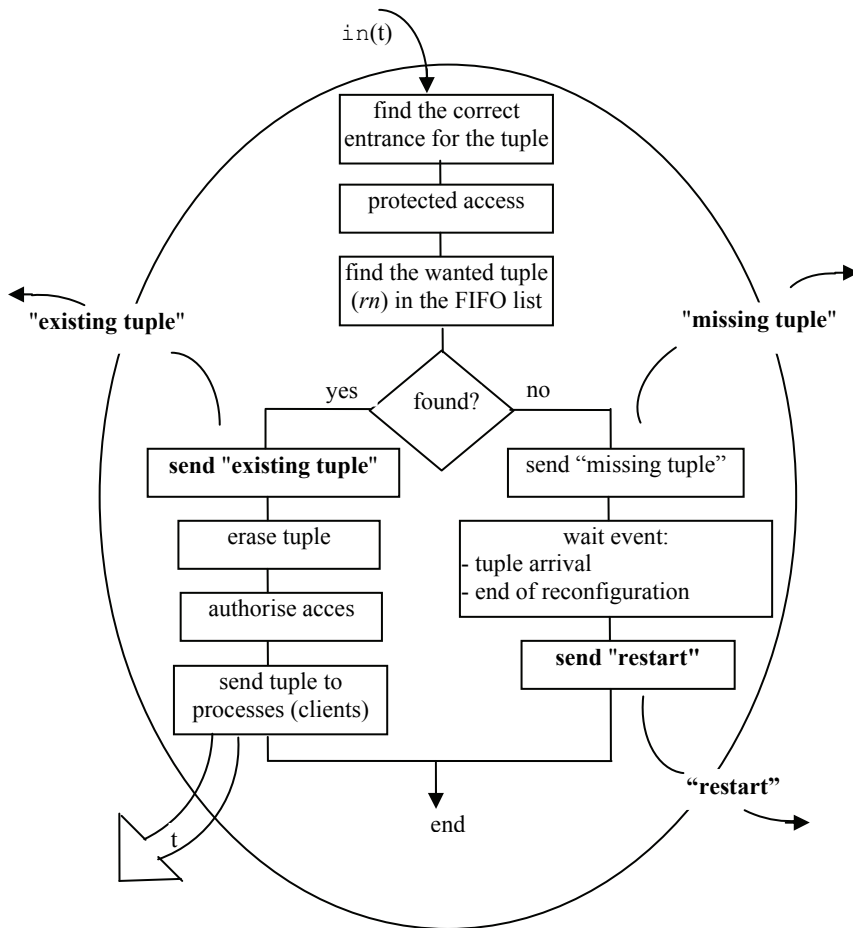 in(t)
find the correct
entrance for the tuple
protected access
find the wanted tuple
(rn) in the FIFO list
"existing tuple"
"missing tuple"
yes
found?
no
send "existing tuple"
send “missing tuple”
erase tuple
wait event:
- tuple arrival
- end of reconfiguration
authorise acces
send "restart"
send tuple to
processes (clients)
“restart”
end
t